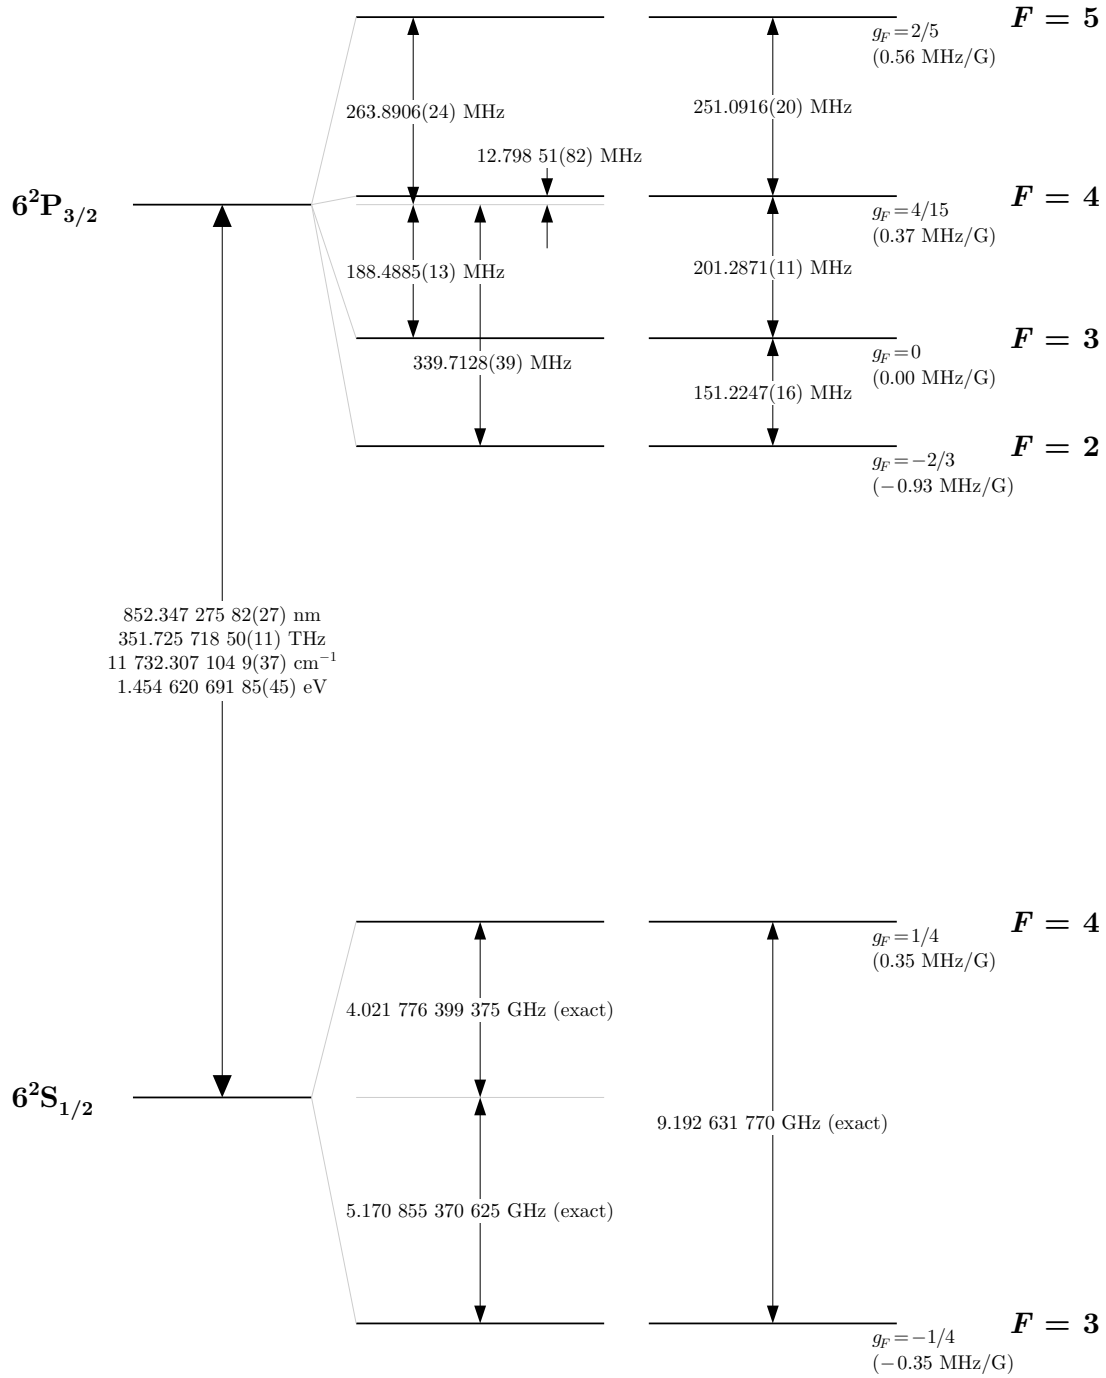 F = 5
g_F = 2/5
(0.56 MHz/G)
263.8906(24) MHz
251.0916(20) MHz
12.798 51(82) MHz
6²P₃/₂
F = 4
g_F = 4/15
(0.37 MHz/G)
188.4885(13) MHz
201.2871(11) MHz
F = 3
g_F = 0
(0.00 MHz/G)
339.7128(39) MHz
151.2247(16) MHz
F = 2
g_F = −2/3
(−0.93 MHz/G)
852.347 275 82(27) nm
351.725 718 50(11) THz
11 732.307 104 9(37) cm⁻¹
1.454 620 691 85(45) eV
F = 4
g_F = 1/4
(0.35 MHz/G)
4.021 776 399 375 GHz (exact)
6²S₁/₂
9.192 631 770 GHz (exact)
5.170 855 370 625 GHz (exact)
F = 3
g_F = −1/4
(−0.35 MHz/G)